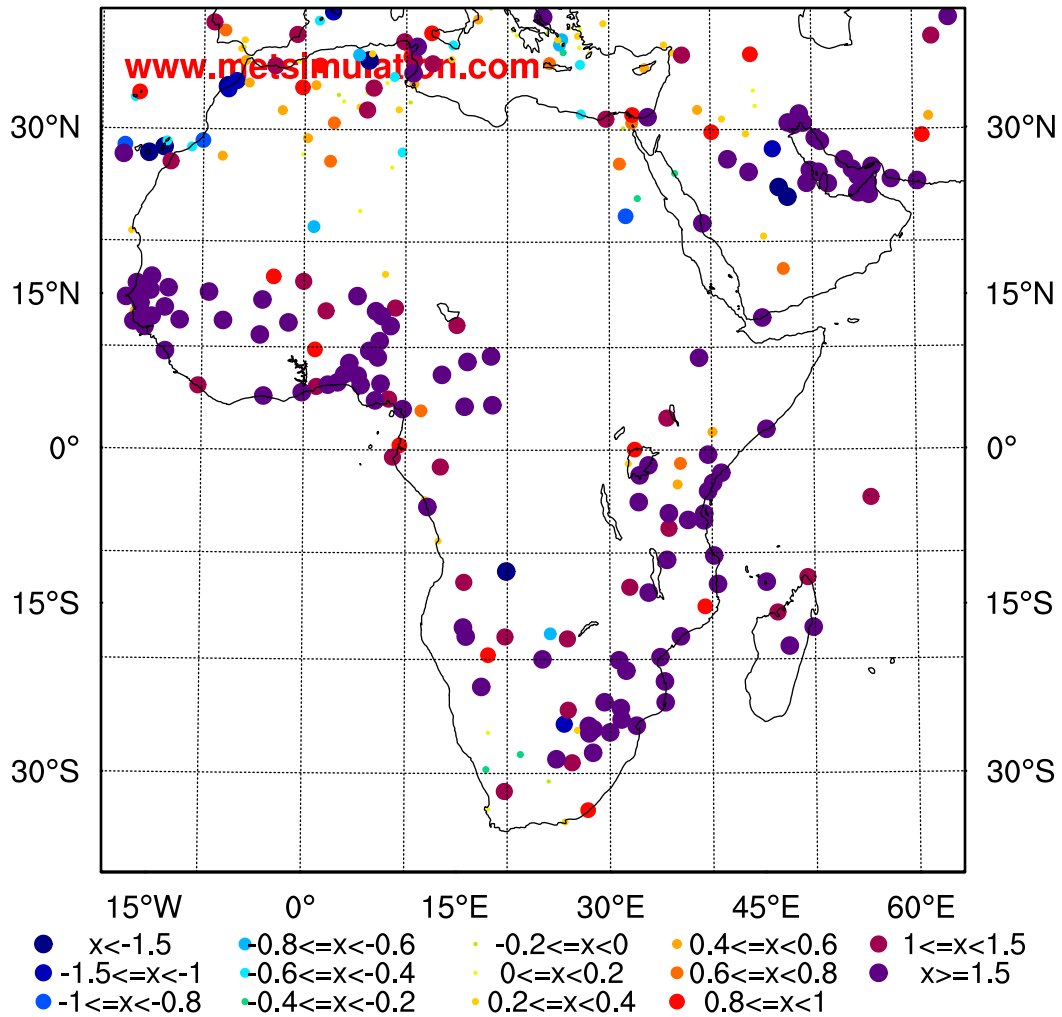 www.metsimulation.com
30°N 30°N
15°N 15°N
0° 0°
15°S 15°S
30°S 30°S
15°W 0° 15°E 30°E 45°E 60°E
x<-1.5 -0.8<=x<-0.6 -0.2<=x<0 0.4<=x<0.6 1<=x<1.5
-1.5<=x<-1 -0.6<=x<-0.4 0<=x<0.2 0.6<=x<0.8 x>=1.5
-1<=x<-0.8 -0.4<=x<-0.2 0.2<=x<0.4 0.8<=x<1